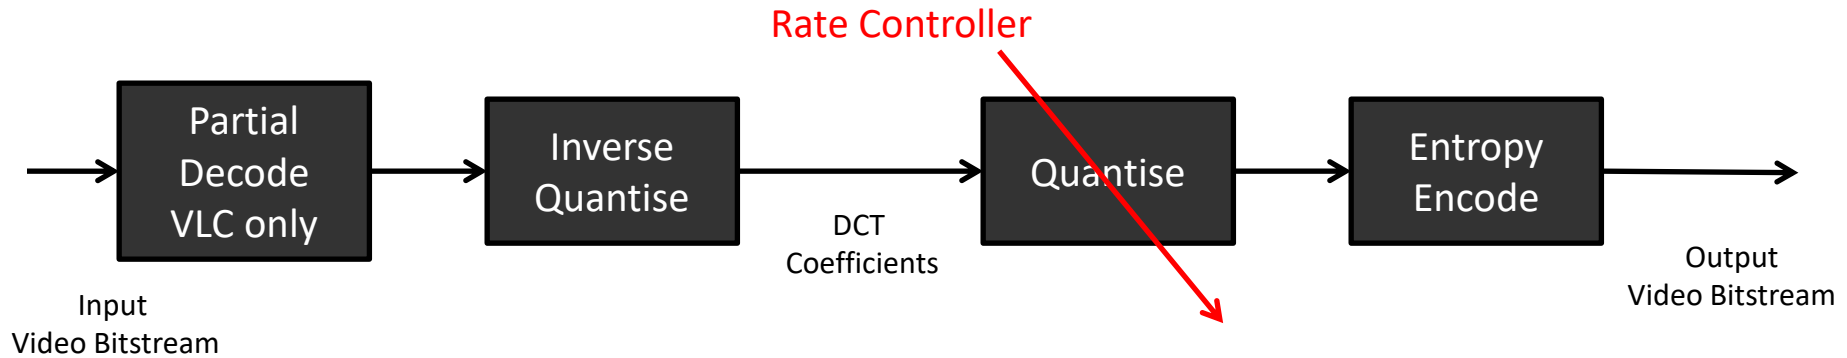 Rate Controller
Partial
Decode
VLC only
Inverse
Quantise
Quantise
Entropy
Encode
DCT
Coefficients
Input
Video Bitstream
Output
Video Bitstream